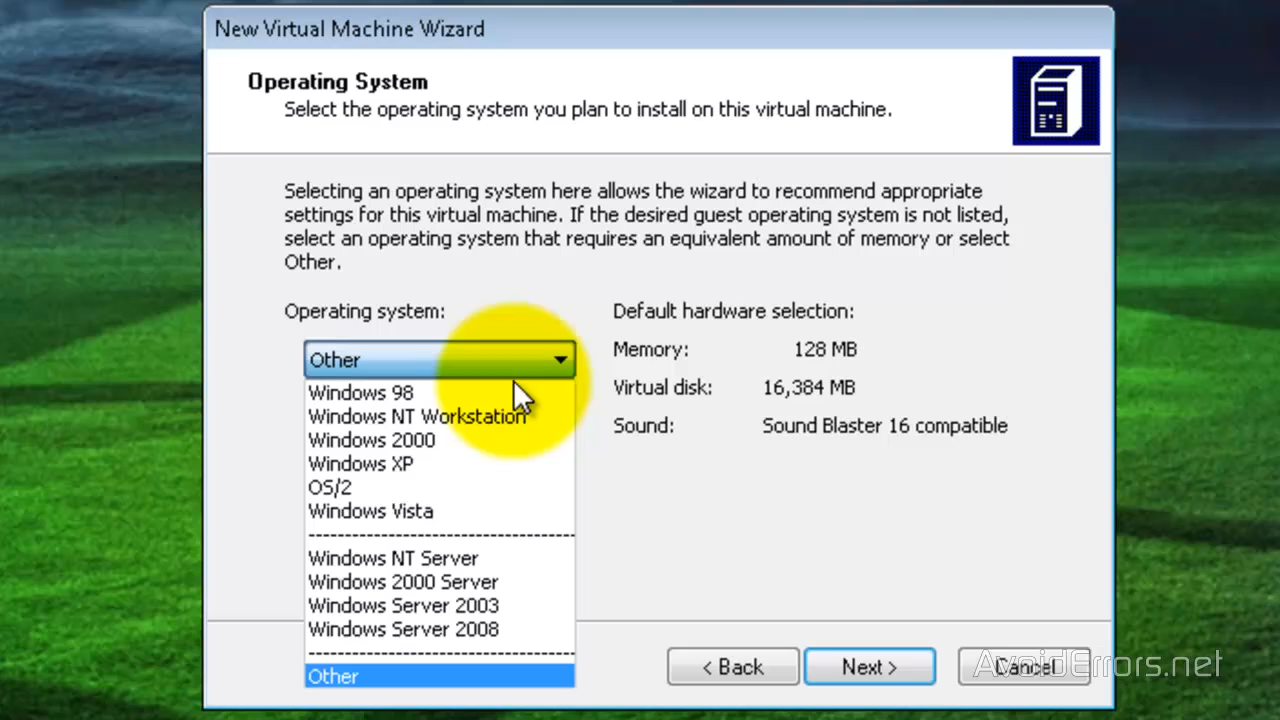 New Virtual Machine Wizard
Operating System
Select the operating system you plan to install on this virtual machine.
Selecting an operating system here allows the wizard to recommend appropriate
settings for this virtual machine. If the desired guest operating system is not listed,
select an operating system that requires an equivalent amount of memory or select
Other.
Operating system:
Other
Windows 98
Windows NT Workstation
Windows 2000
Windows XP
OS/2
Windows Vista
Windows NT Server
Windows 2000 Server
Windows Server 2003
Windows Server 2008
Other
Default hardware selection:
Memory: 128 MB
Virtual disk: 16,384 MB
Sound: Sound Blaster 16 compatible
< Back
Next >
Cancel
AvoidErrors.net